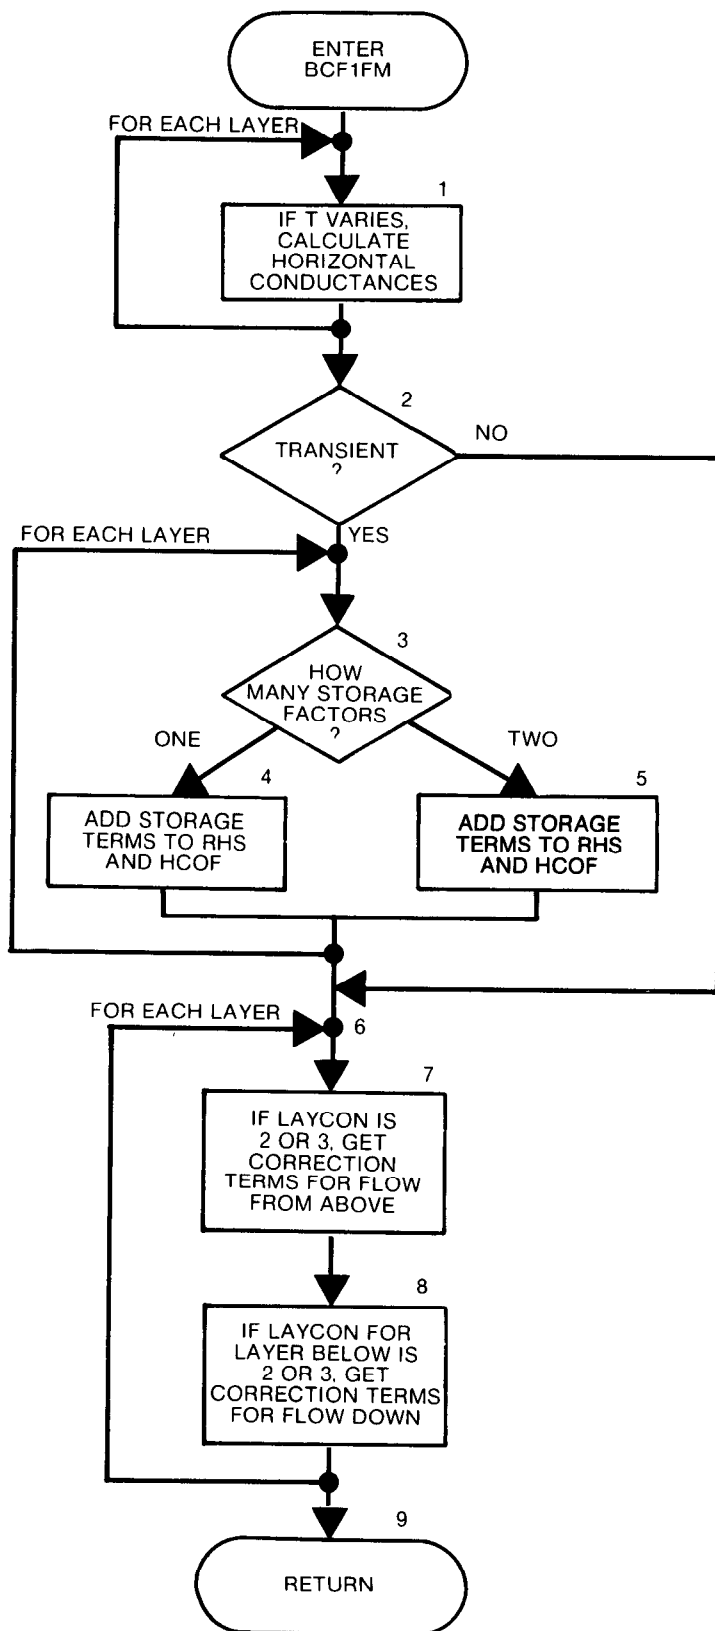 ENTER
BCF1FM
FOR EACH LAYER
1
IF T VARIES,
CALCULATE
HORIZONTAL
CONDUCTANCES
2
TRANSIENT
?
NO
YES
FOR EACH LAYER
3
HOW
MANY STORAGE
FACTORS
?
ONE
TWO
4
ADD STORAGE
TERMS TO RHS
AND HCOF
5
ADD STORAGE
TERMS TO RHS
AND HCOF
FOR EACH LAYER
6
7
IF LAYCON IS
2 OR 3, GET
CORRECTION
TERMS FOR FLOW
FROM ABOVE
8
IF LAYCON FOR
LAYER BELOW IS
2 OR 3, GET
CORRECTION TERMS
FOR FLOW DOWN
9
RETURN